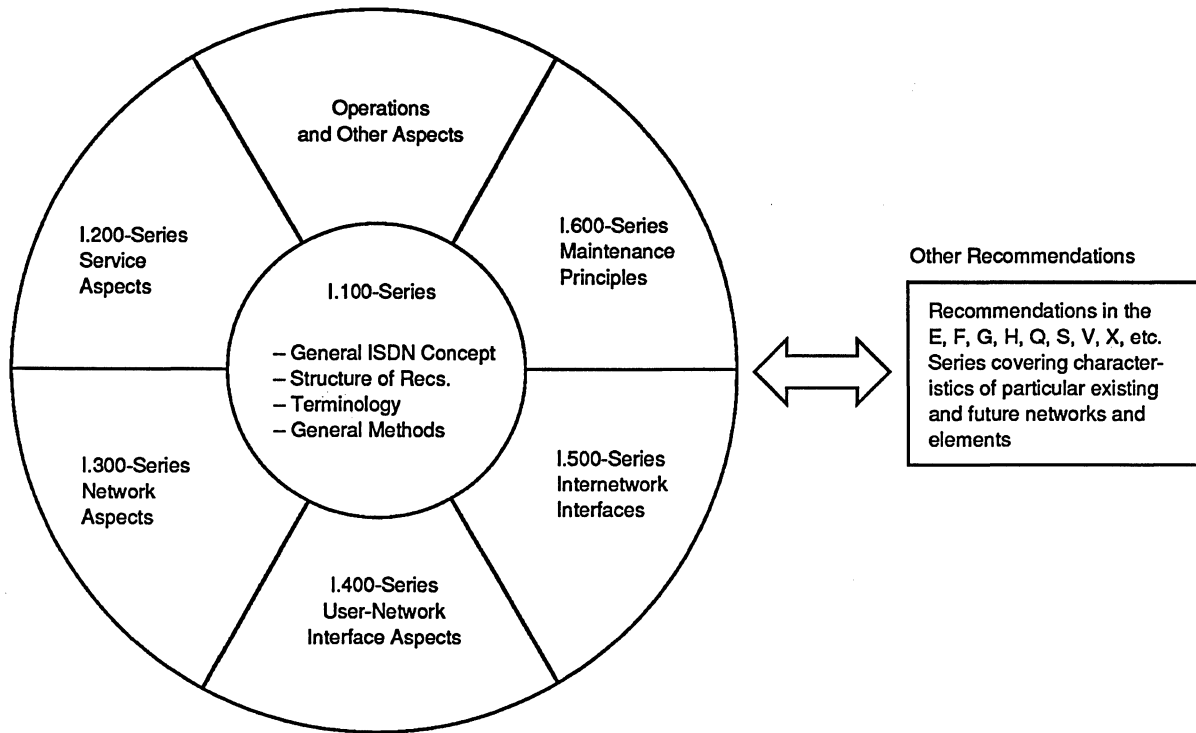 Operations
and Other Aspects
I.200-Series
Service
Aspects
I.600-Series
Maintenance
Principles
I.100-Series
– General ISDN Concept
– Structure of Recs.
– Terminology
– General Methods
I.300-Series
Network
Aspects
I.500-Series
Internetwork
Interfaces
I.400-Series
User-Network
Interface Aspects
Other Recommendations
Recommendations in the
E, F, G, H, Q, S, V, X, etc.
Series covering character-
istics of particular existing
and future networks and
elements